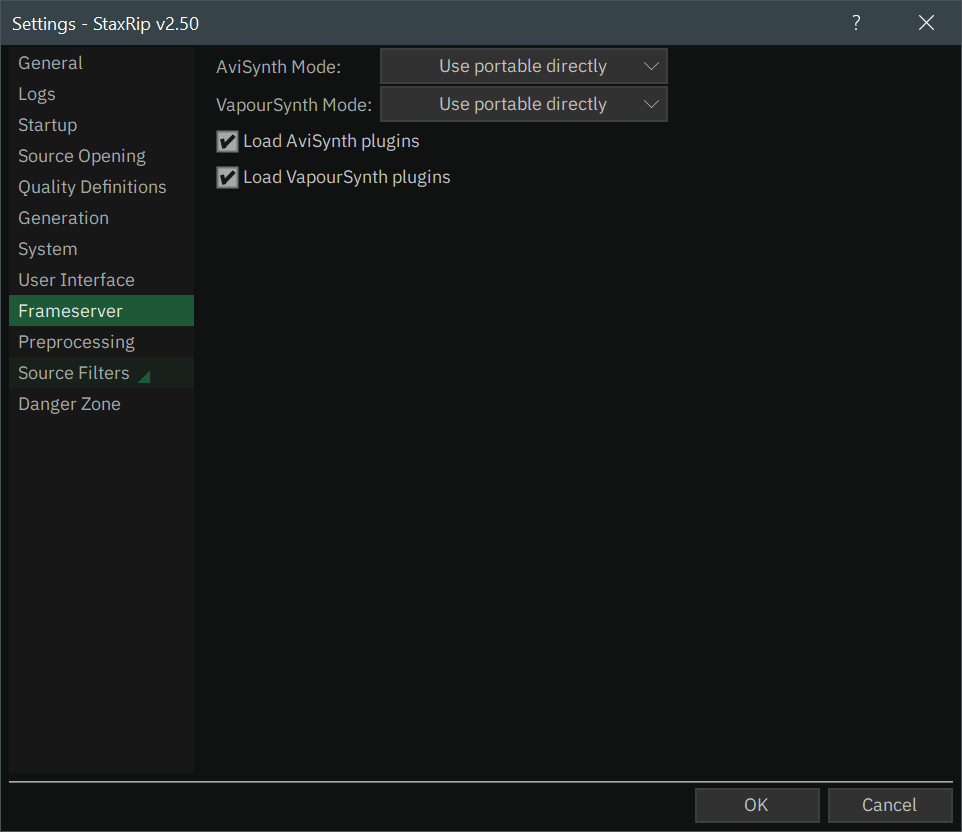 Settings - StaxRip v2.50
?
General
Logs
Startup
Source Opening
Quality Definitions
Generation
System
User Interface
Frameserver
Preprocessing
Source Filters
Danger Zone
AviSynth Mode: Use portable directly
VapourSynth Mode: Use portable directly
Load AviSynth plugins
Load VapourSynth plugins
OK Cancel